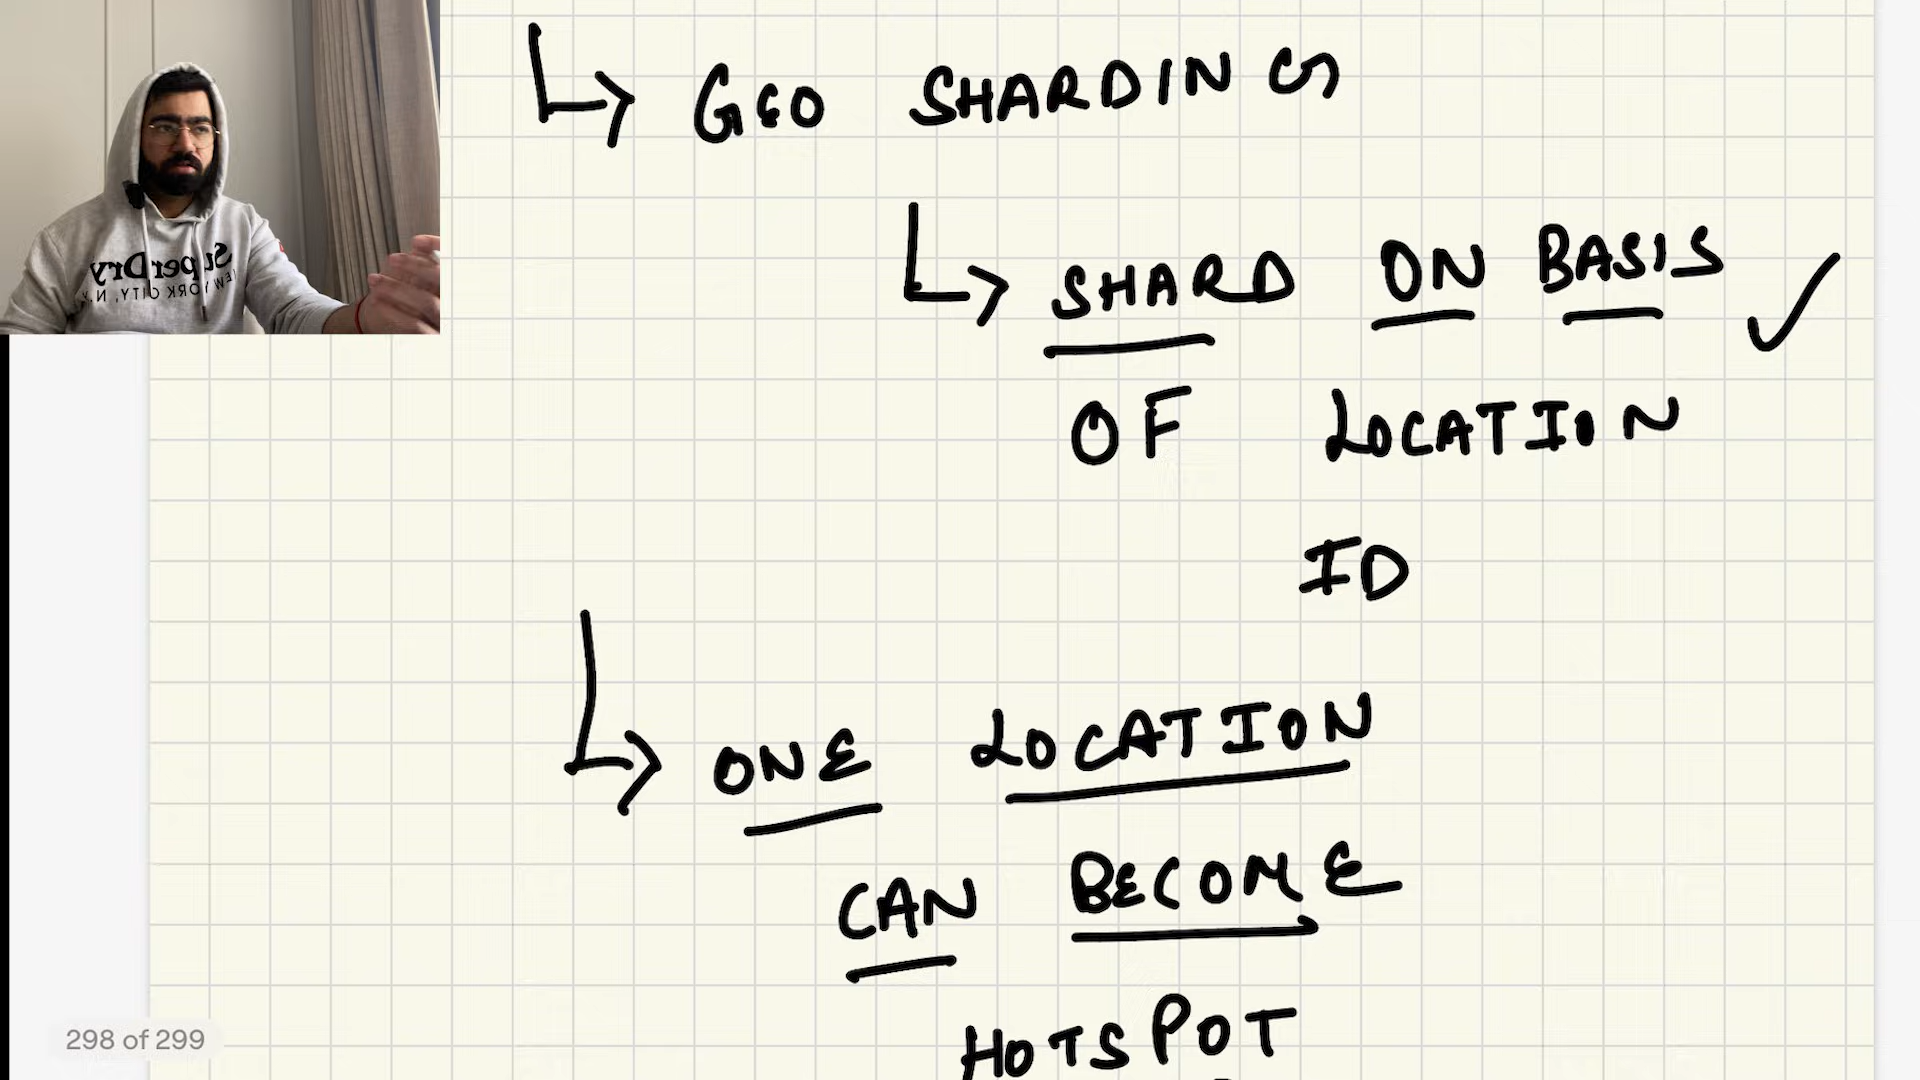 GEO SHARDING
SuperDry
NEW YORK CITY, N.Y.
SHARD ON BASIS
OF LOCATION
ID
ONE LOCATION
CAN BECOME
HOTSPOT
298 of 299